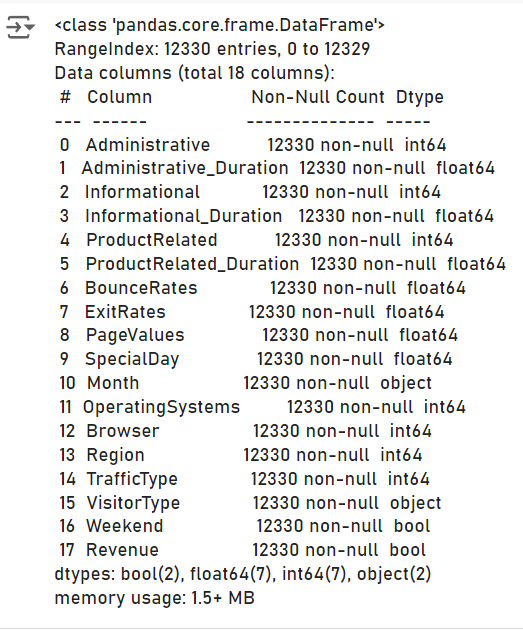 <class 'pandas.core.frame.DataFrame'>
RangeIndex: 12330 entries, 0 to 12329
Data columns (total 18 columns):
 #   Column                   Non-Null Count  Dtype
---  ------                   --------------  -----
 0   Administrative           12330 non-null  int64
 1   Administrative_Duration  12330 non-null  float64
 2   Informational            12330 non-null  int64
 3   Informational_Duration   12330 non-null  float64
 4   ProductRelated           12330 non-null  int64
 5   ProductRelated_Duration  12330 non-null  float64
 6   BounceRates              12330 non-null  float64
 7   ExitRates                12330 non-null  float64
 8   PageValues               12330 non-null  float64
 9   SpecialDay               12330 non-null  float64
 10  Month                    12330 non-null  object
 11  OperatingSystems         12330 non-null  int64
 12  Browser                  12330 non-null  int64
 13  Region                   12330 non-null  int64
 14  TrafficType              12330 non-null  int64
 15  VisitorType              12330 non-null  object
 16  Weekend                  12330 non-null  bool
 17  Revenue                  12330 non-null  bool
dtypes: bool(2), float64(7), int64(7), object(2)
memory usage: 1.5+ MB